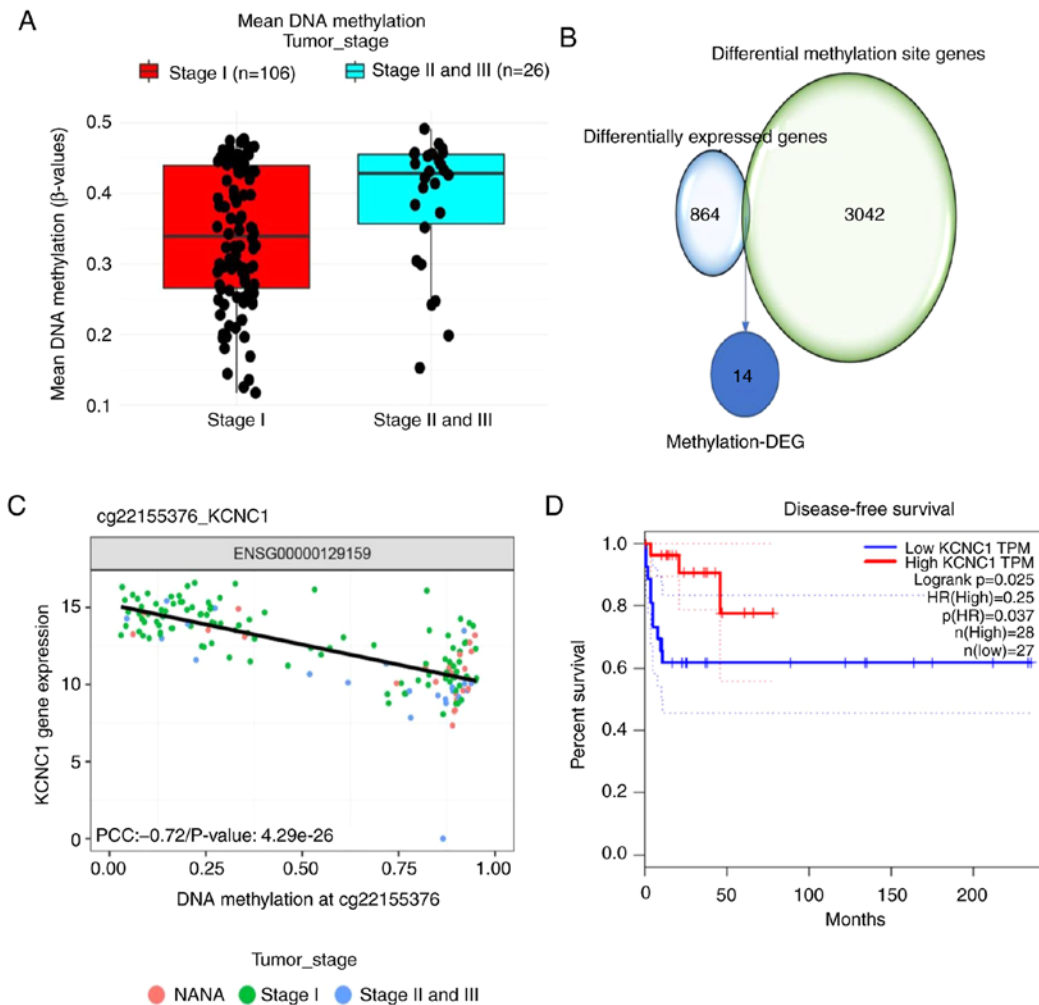 A
Mean DNA methylation
Tumor_stage
Stage I (n=106)
Stage II and III (n=26)
Mean DNA methylation (β-values)
0.5
0.4
0.3
0.2
0.1
Stage I
Stage II and III
B
Differential methylation site genes
Differentially expressed genes
864
3042
14
Methylation-DEG
C
cg22155376_KCNC1
ENSG00000129159
KCNC1 gene expression
15
10
5
0
PCC:−0.72/P-value: 4.29e-26
0.00
0.25
0.50
0.75
1.00
DNA methylation at cg22155376
Tumor_stage
NANA
Stage I
Stage II and III
D
Disease-free survival
Low KCNC1 TPM
High KCNC1 TPM
Logrank p=0.025
HR(High)=0.25
p(HR)=0.037
n(High)=28
n(low)=27
Percent survival
1.0
0.8
0.6
0.4
0.2
0.0
0
50
100
150
200
Months